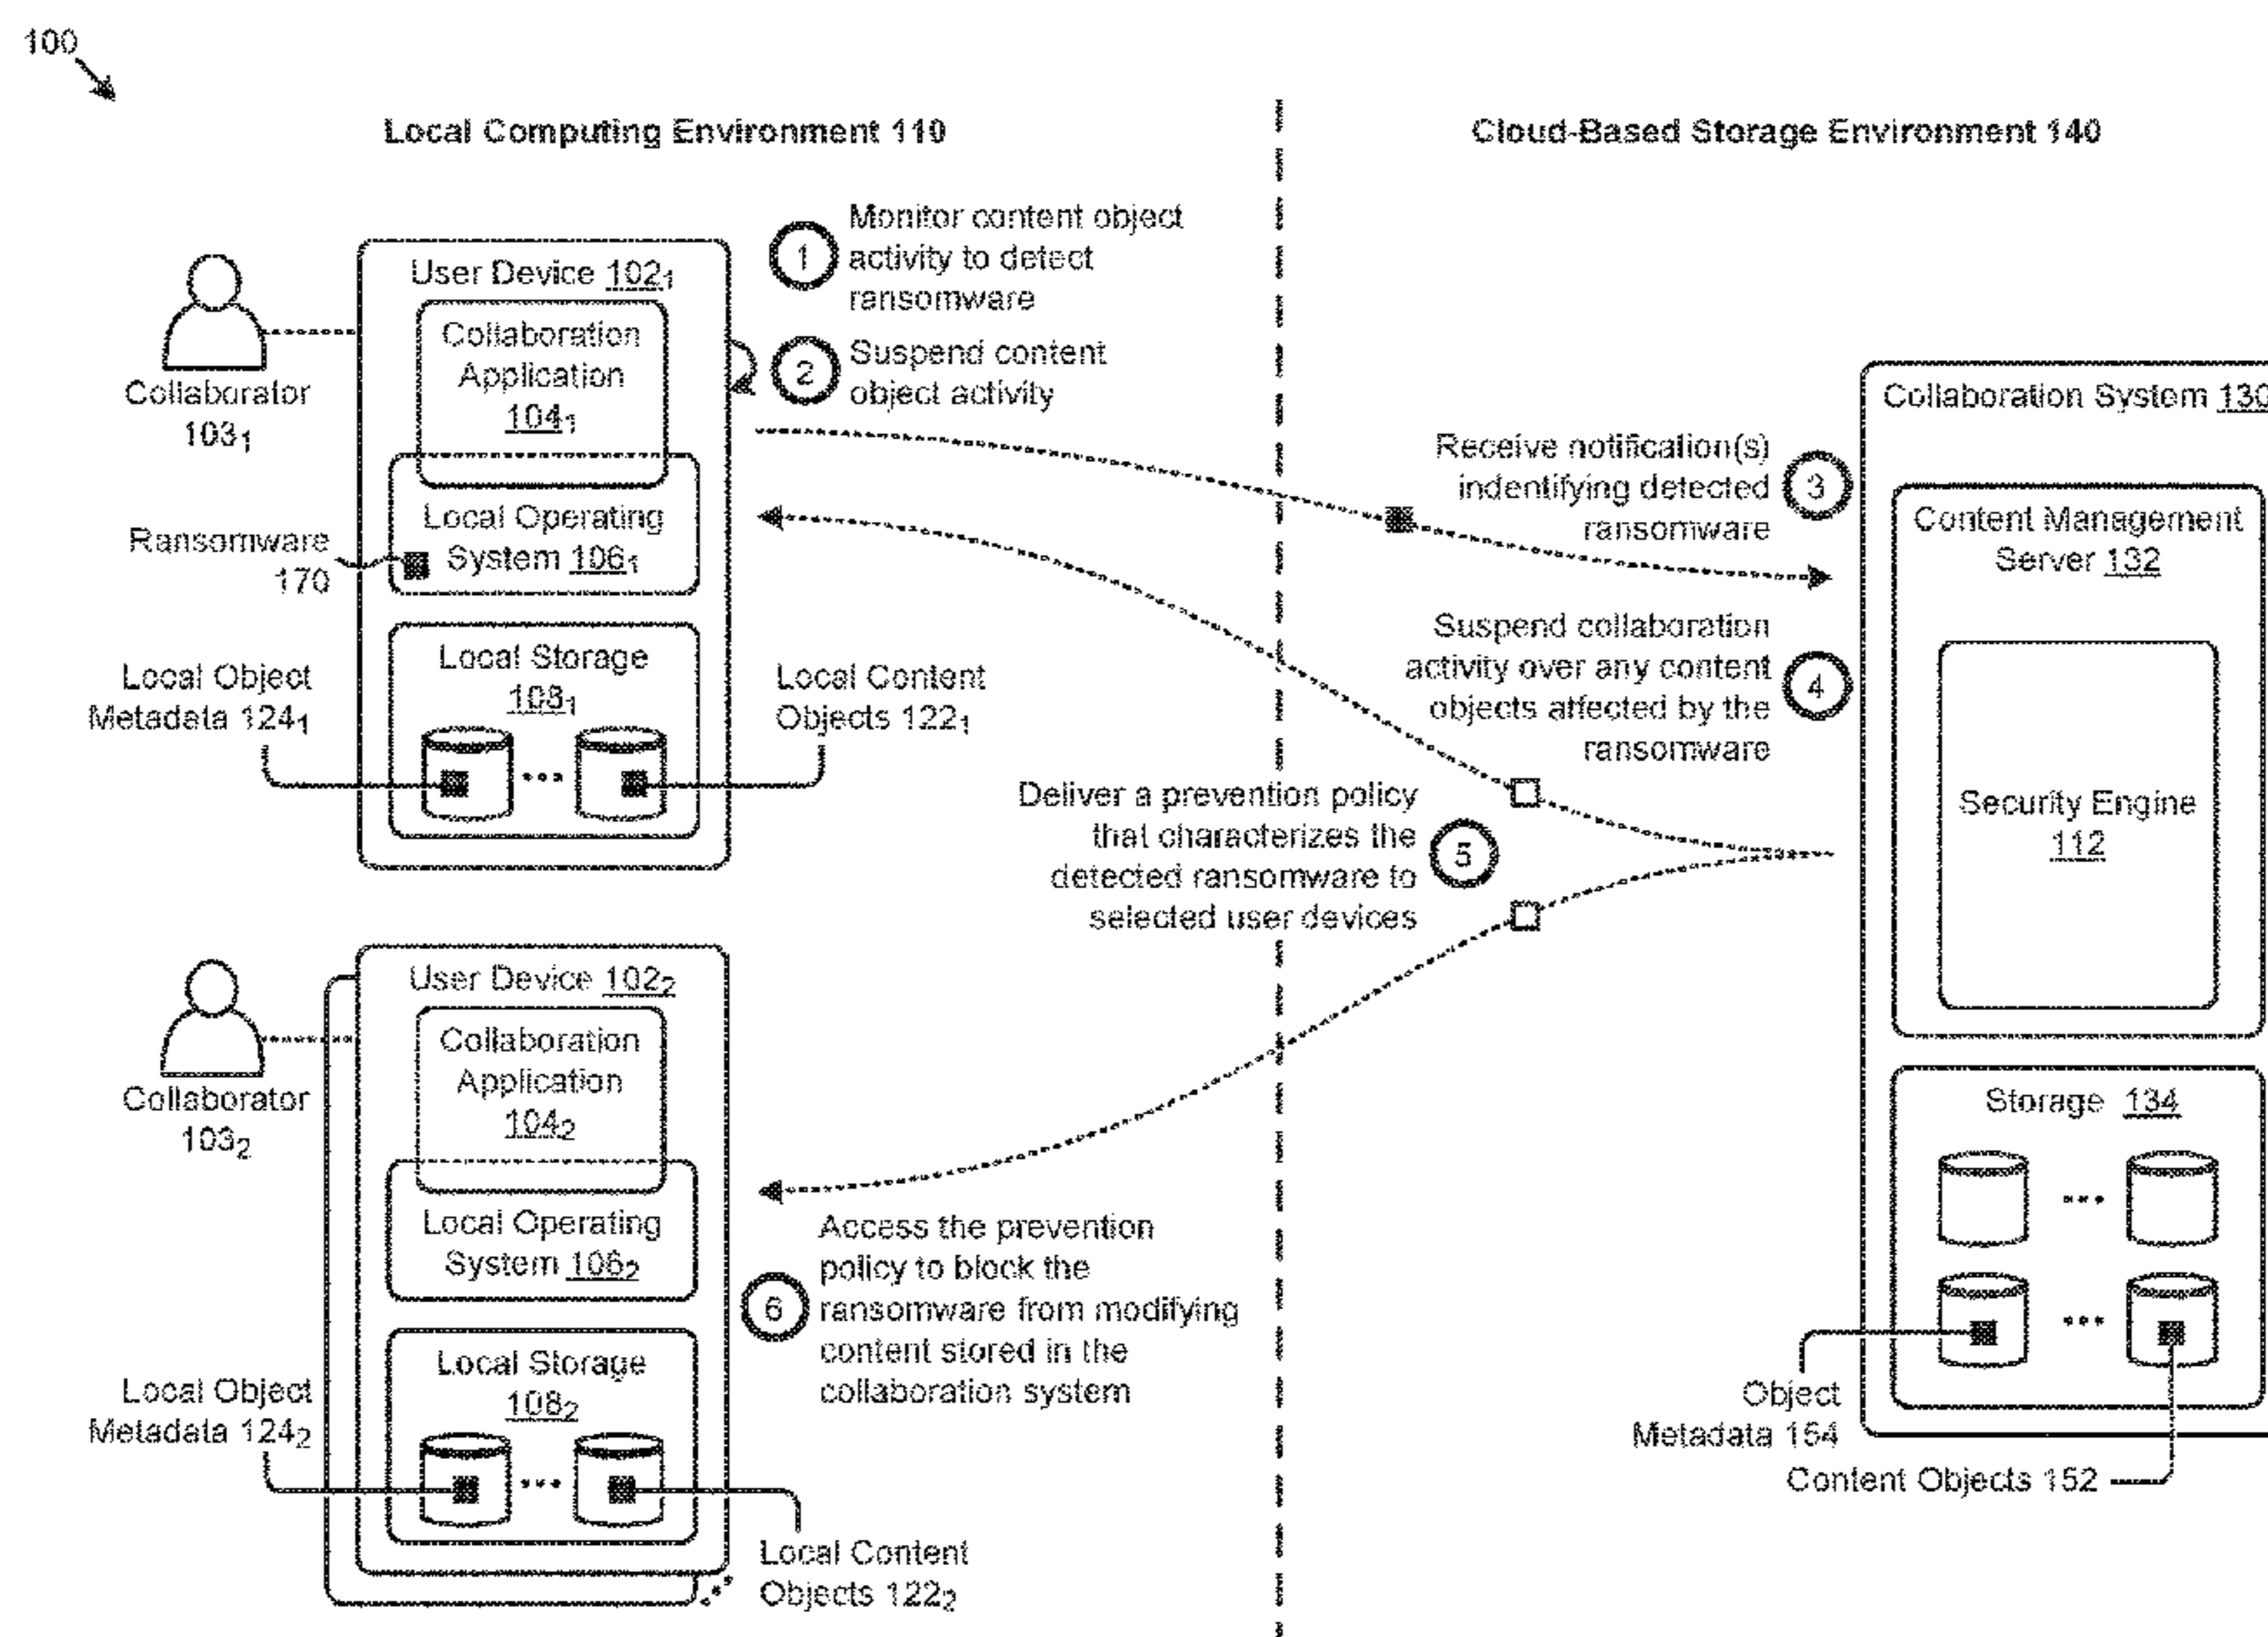 100
Local Computing Environment 110
Cloud-Based Storage Environment 140
User Device 102₁
Collaboration
Application
104₁
Local Operating
System 106₁
Local Storage
108₁
Collaborator
103₁
Ransomware
170
Local Object
Metadata 124₁
Local Content
Objects 122₁
1
Monitor content object
activity to detect
ransomware
2
Suspend content
object activity
Receive notification(s)
indentifying detected
ransomware
3
Suspend collaboration
activity over any content
objects affected by the
ransomware
4
Deliver a prevention policy
that characterizes the
detected ransomware to
selected user devices
5
Collaboration System 130
Content Management
Server 132
Security Engine
112
Storage 134
Object
Metadata 154
Content Objects 152
User Device 102₂
Collaboration
Application
104₂
Local Operating
System 106₂
Local Storage
108₂
Collaborator
103₂
Local Object
Metadata 124₂
Local Content
Objects 122₂
6
Access the prevention
policy to block the
ransomware from modifying
content stored in the
collaboration system